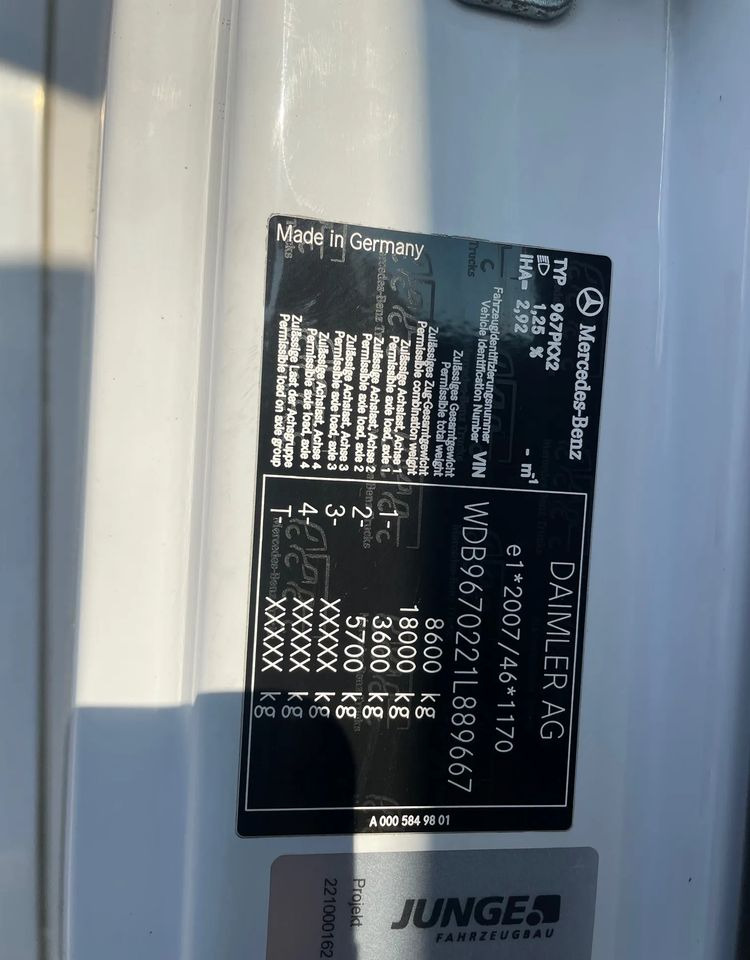 Mercedes-Benz
TYP 967PKX2
1,25 %
IHA= 2,92 - m-1
Fahrzeugidentifizierungsnummer
Vehicle Identification Number VIN
Zulässiges Gesamtgewicht
Permissible total weight
Zulässiges Zug-Gesamtgewicht
Permissible combination weight
Zulässige Achslast, Achse 1
Permissible axle load, axle 1
Zulässige Achslast, Achse 2
Permissible axle load, axle 2
Zulässige Achslast, Achse 3
Permissible axle load, axle 3
Zulässige Achslast, Achse 4
Permissible axle load, axle 4
Zulässige Last der Achsgruppe
Permissible load on axle group
Made in Germany
DAIMLER AG
e1*2007/46*1170
WDB9670221L889667
8600 kg
18000 kg
1- 3600 kg
2- 5700 kg
3- XXXXX kg
4- XXXXX kg
T- XXXXX kg
A 000 584 98 01
JUNGE
FAHRZEUGBAU
Projekt
221000162